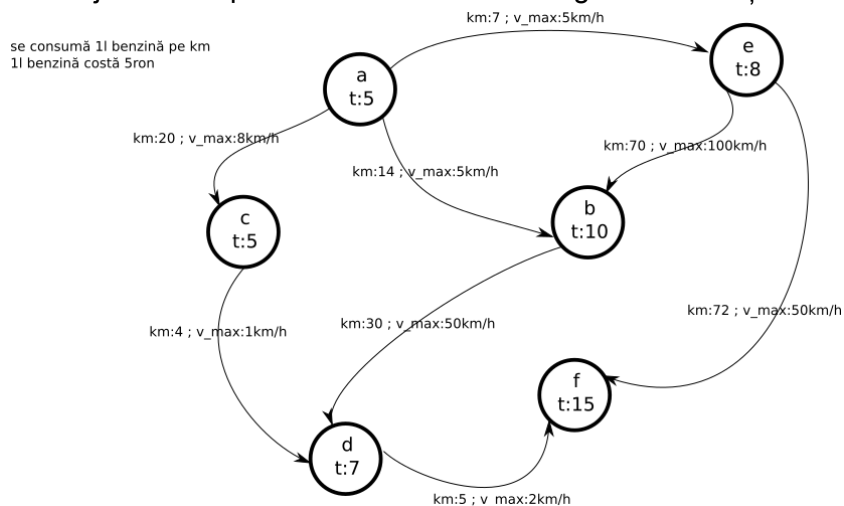 se consumă 1l benzină pe km
1l benzină costă 5ron
km:7 ; v_max:5km/h
e
t:8
a
t:5
km:20 ; v_max:8km/h
km:70 ; v_max:100km/h
km:14 ; v_max:5km/h
b
t:10
c
t:5
km:72 ; v_max:50km/h
km:30 ; v_max:50km/h
km:4 ; v_max:1km/h
f
t:15
d
t:7
km:5 ; v_max:2km/h